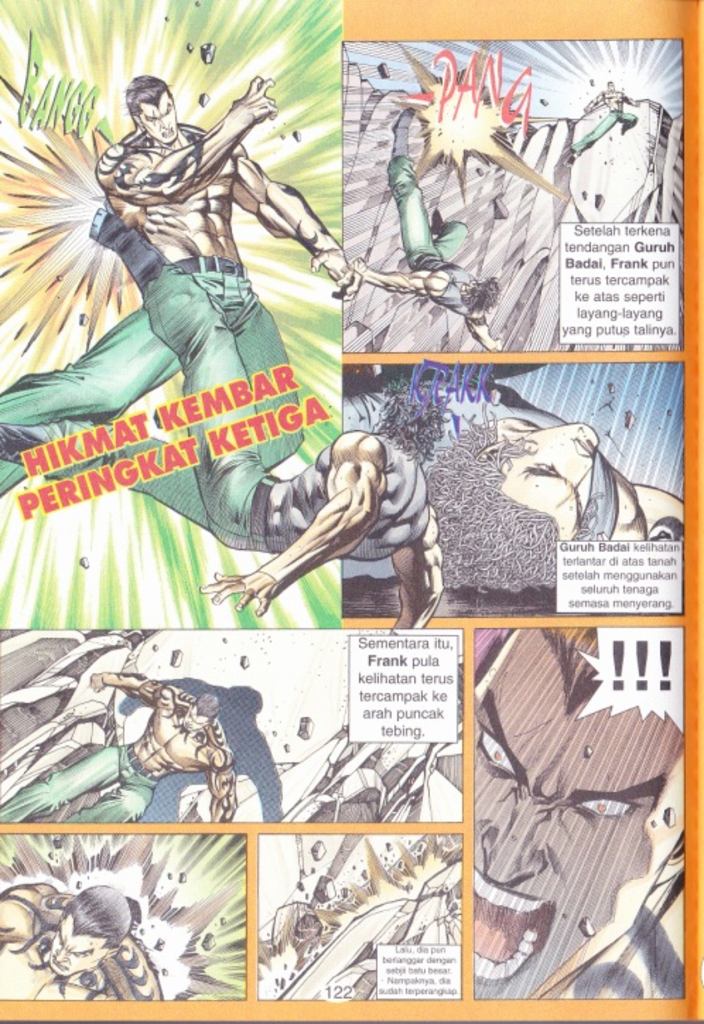 BANGG
HIKMAT KEMBAR
PERINGKAT KETIGA
PANG
Setelah terkena
tendangan Guruh
Badai, Frank pun
terus tercampak
ke atas seperti
layang-layang
yang putus talinya.
Guruh Badai kelihatan
terlantar di atas tanah
setelah menggunakan
seluruh tenaga
semasa menyerang.
Sementara itu,
Frank pula
kelihatan terus
tercampak ke
arah puncak
tebing.
!!!
Lalu, dia pun
berlanggar dengan
sebiji batu besar.
Nampaknya, dia
sudah terperangkap.
122